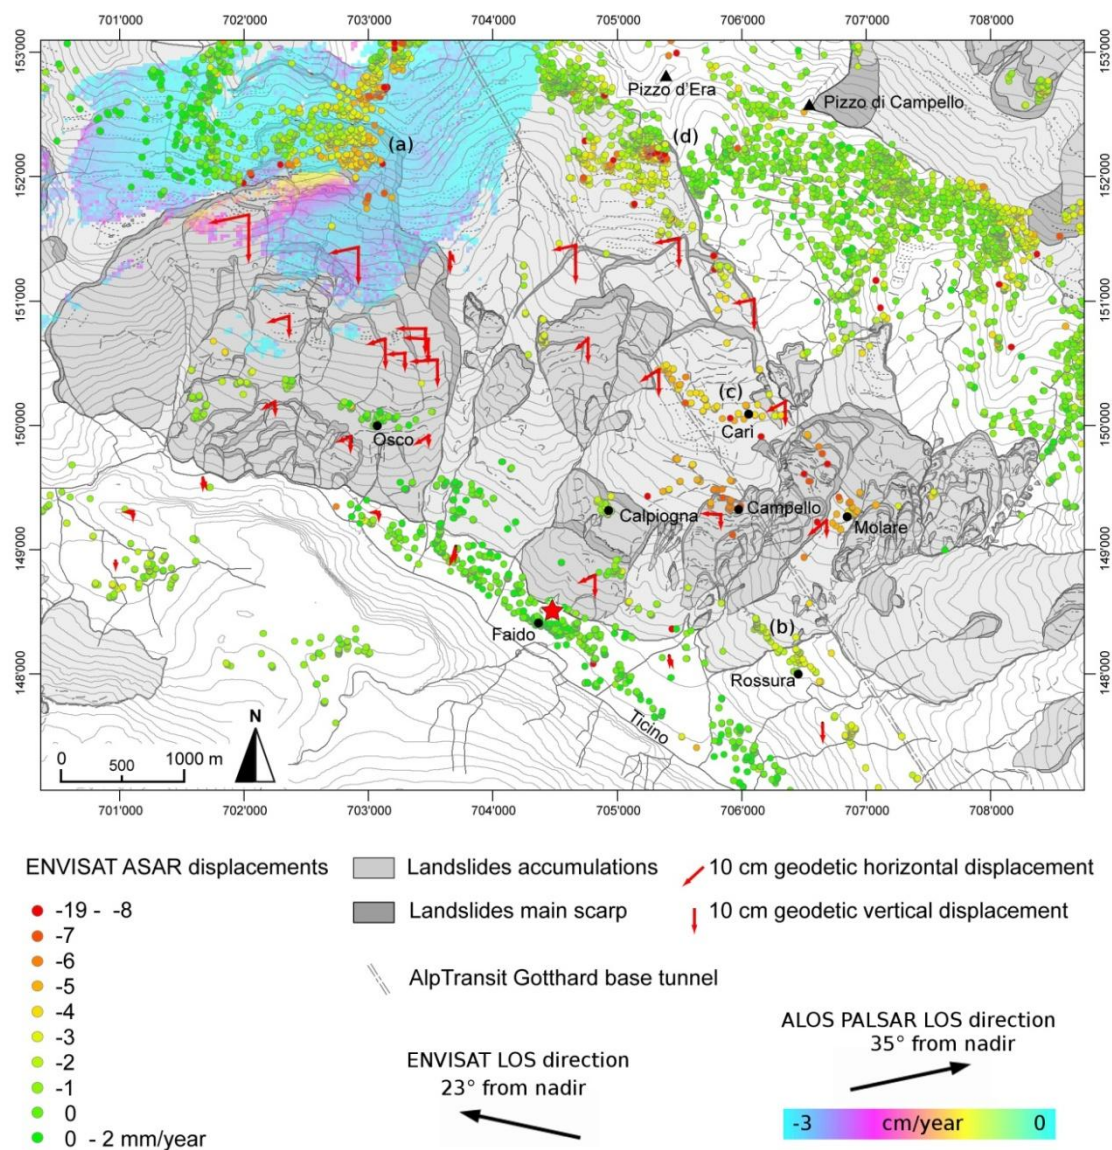 701'000 702'000 703'000 704'000 705'000 706'000 707'000 708'000
153'000 153'000
Pizzo d'Era
Pizzo di Campello
(a) (d)
152'000 152'000
151'000 151'000
(c)
150'000 150'000
Osco
Cari
Calpiogna Campello
Molare
149'000 149'000
Faido
(b)
Rossura
148'000 148'000
Ticino
N
0 500 1000 m
701'000 702'000 703'000 704'000 705'000 706'000 707'000 708'000
ENVISAT ASAR displacements
-19 - -8
-7
-6
-5
-4
-3
-2
-1
0
0 - 2 mm/year
Landslides accumulations
Landslides main scarp
AlpTransit Gotthard base tunnel
10 cm geodetic horizontal displacement
10 cm geodetic vertical displacement
ENVISAT LOS direction
23° from nadir
ALOS PALSAR LOS direction
35° from nadir
-3 cm/year 0